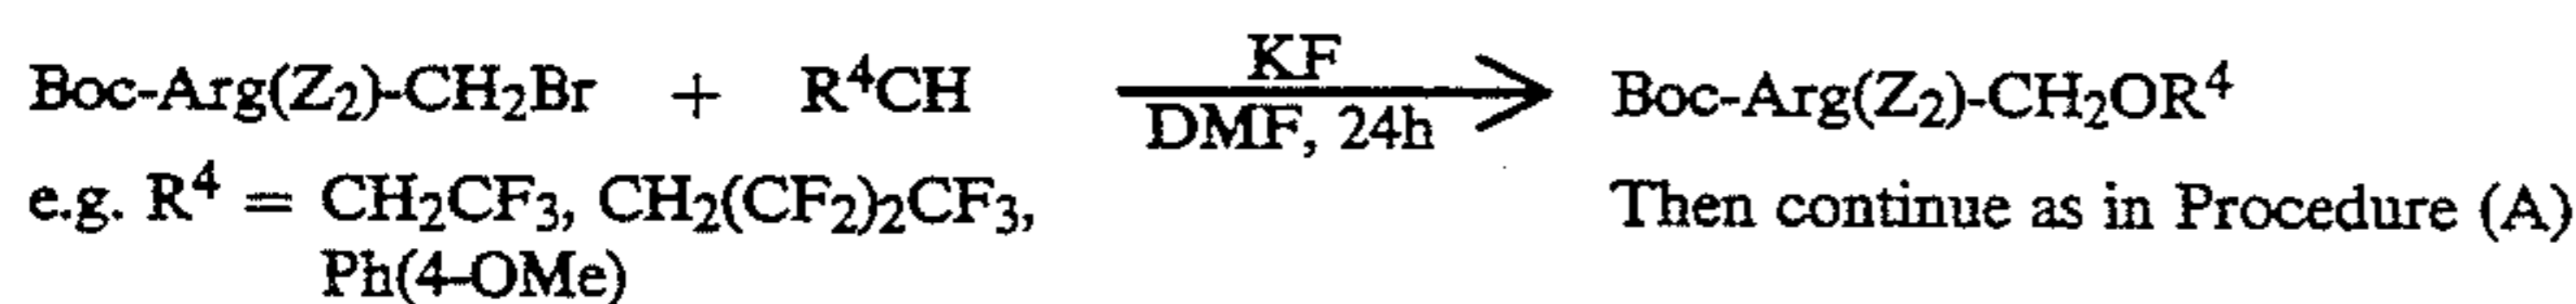 Boc-Arg(Z₂)-CH₂Br + R⁴CH KF DMF, 24h Boc-Arg(Z₂)-CH₂OR⁴
e.g. R⁴ = CH₂CF₃, CH₂(CF₂)₂CF₃, Then continue as in Procedure (A)
Ph(4-OMe)